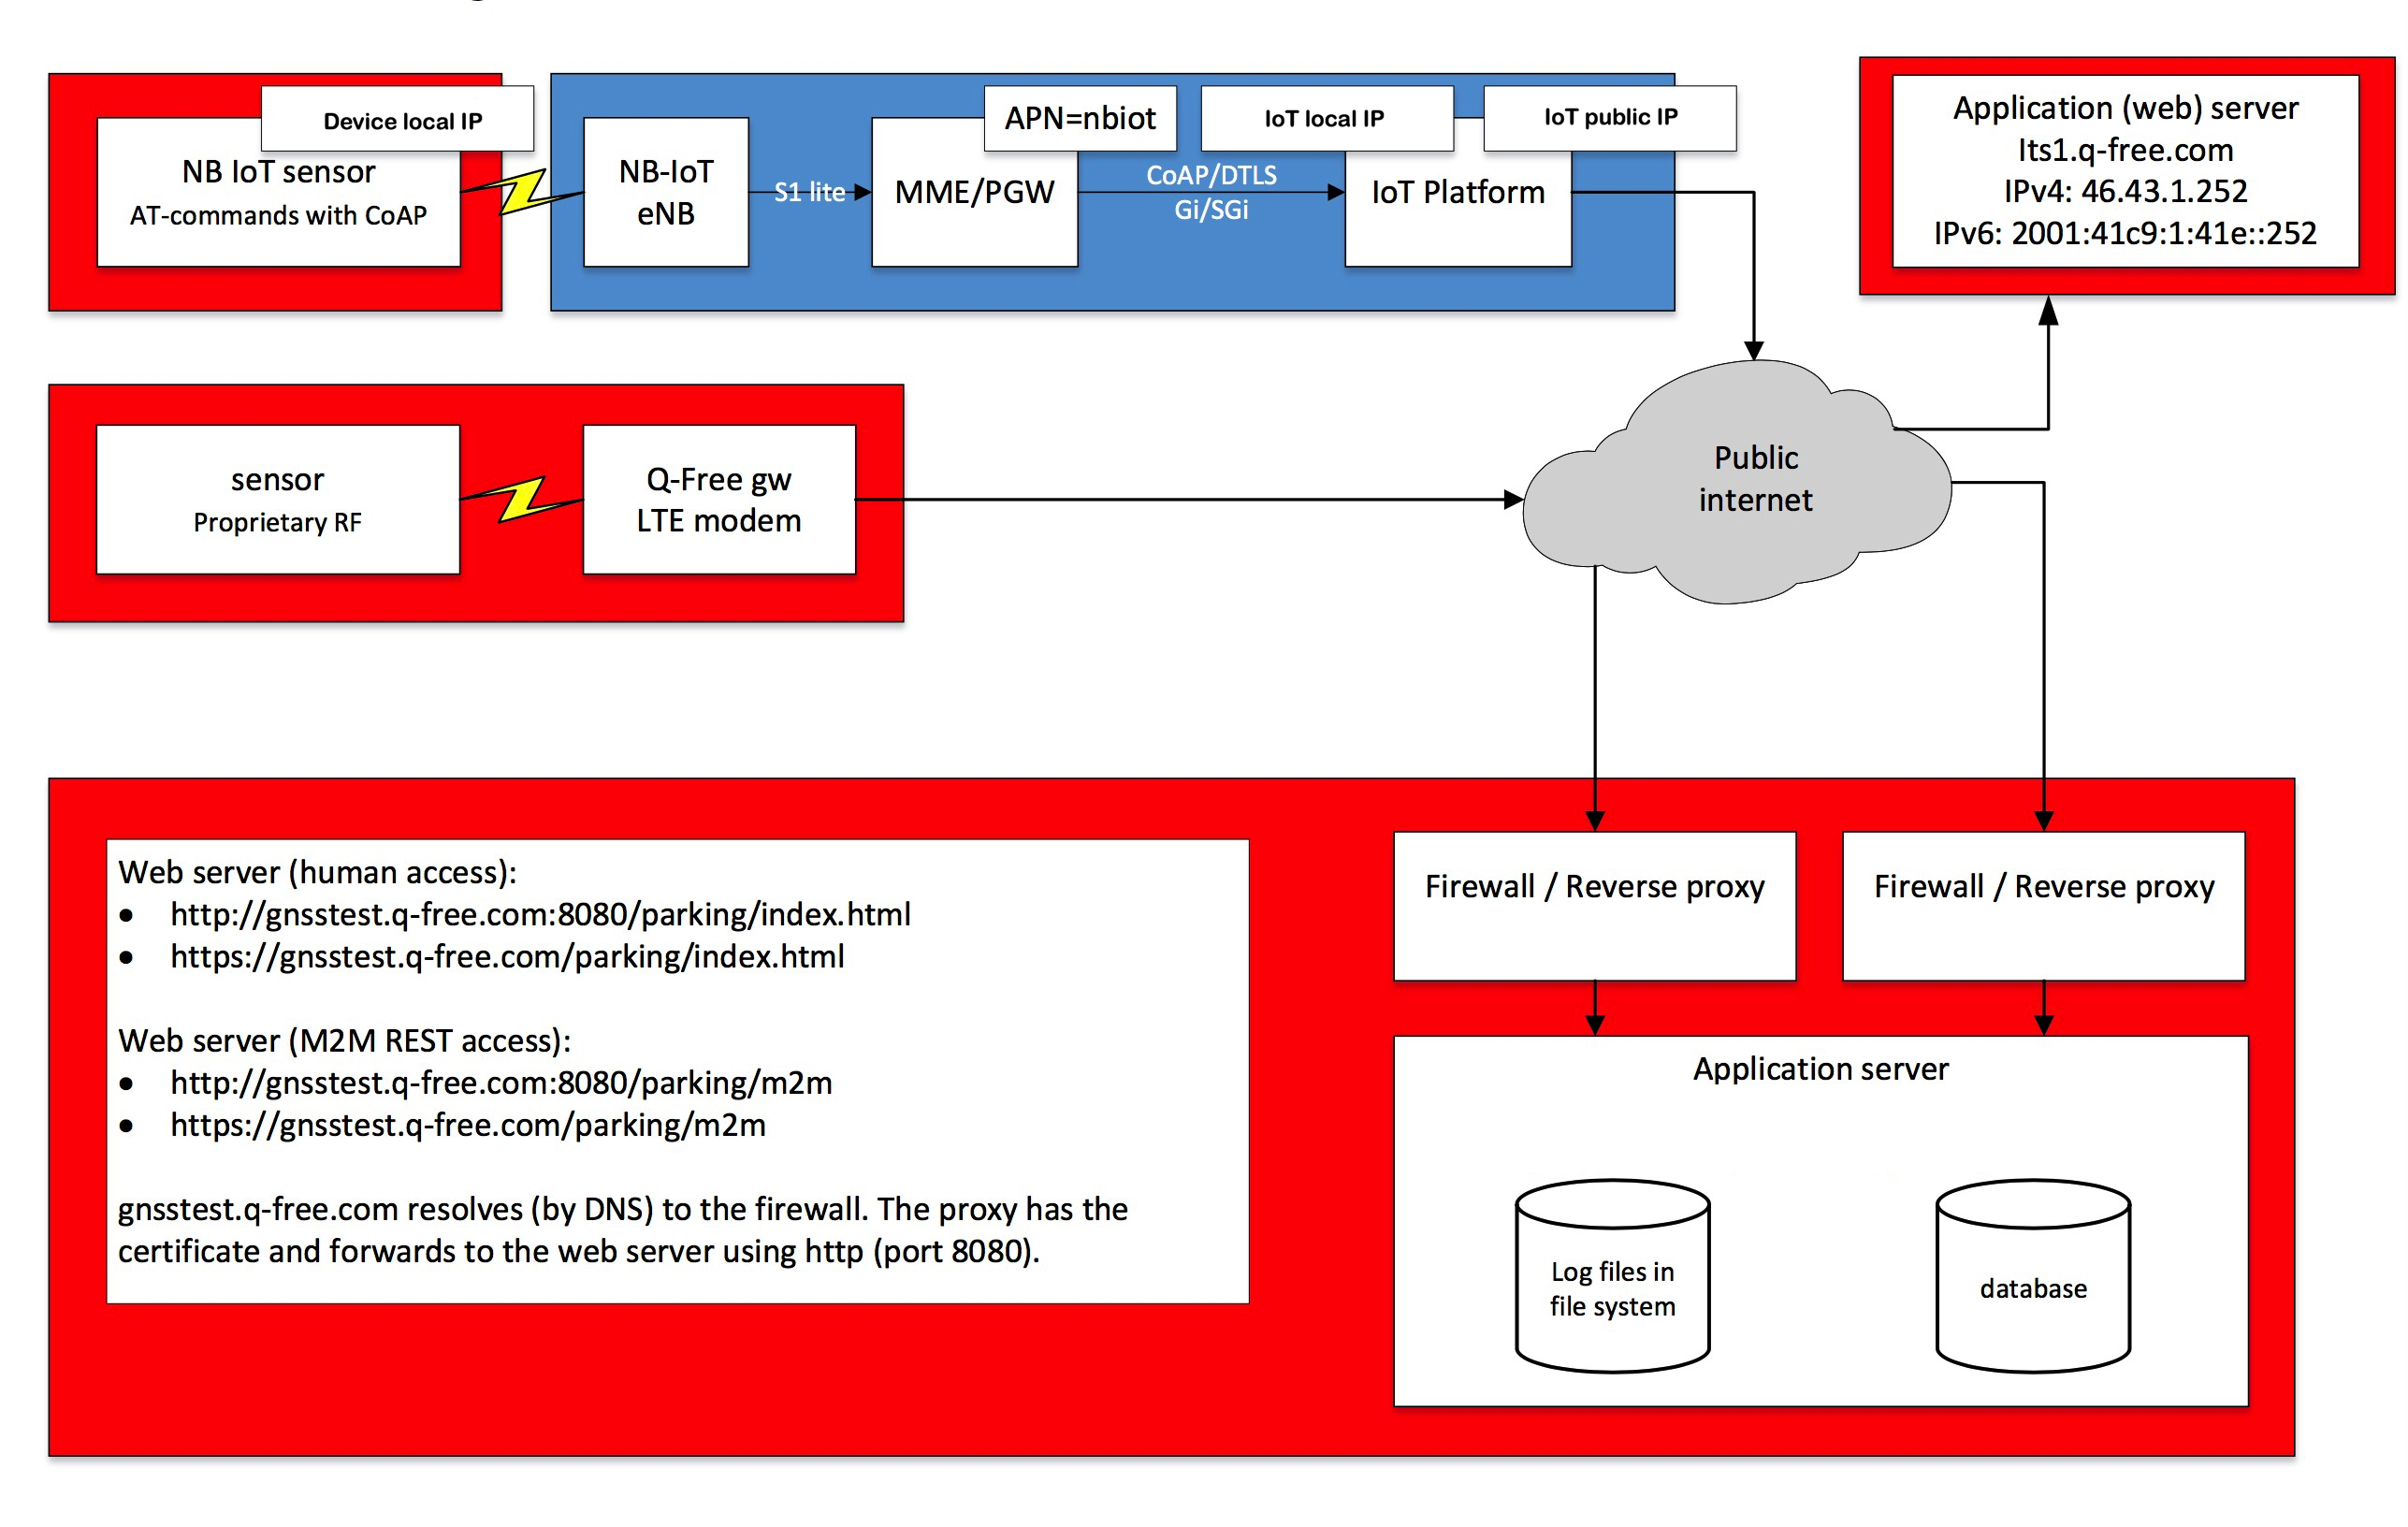 Device local IP
NB IoT sensor
AT-commands with CoAP
NB-IoT
eNB
S1 lite
APN=nbiot
MME/PGW
CoAP/DTLS
Gi/SGi
IoT local IP
IoT public IP
IoT Platform
Application (web) server
Its1.q-free.com
IPv4: 46.43.1.252
IPv6: 2001:41c9:1:41e::252
sensor
Proprietary RF
Q-Free gw
LTE modem
Public
internet
Web server (human access):
• http://gnsstest.q-free.com:8080/parking/index.html
• https://gnsstest.q-free.com/parking/index.html
Web server (M2M REST access):
• http://gnsstest.q-free.com:8080/parking/m2m
• https://gnsstest.q-free.com/parking/m2m
gnsstest.q-free.com resolves (by DNS) to the firewall. The proxy has the
certificate and forwards to the web server using http (port 8080).
Firewall / Reverse proxy
Firewall / Reverse proxy
Application server
Log files in
file system
database